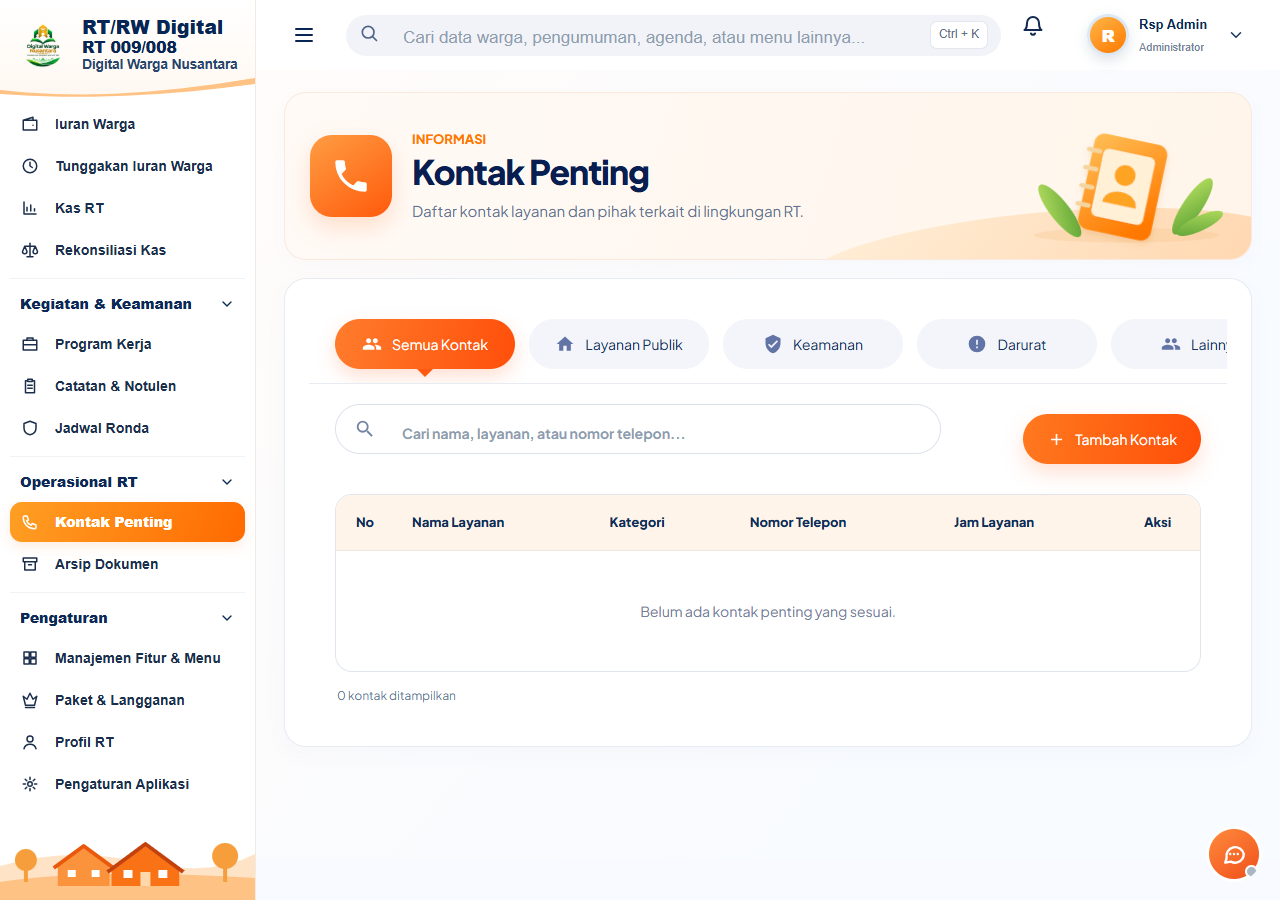 RT/RW Digital
RT 009/008
Digital Warga Nusantara
Cari data warga, pengumuman, agenda, atau menu lainnya...
Ctrl + K
Rsp Admin
Administrator
R
Iuran Warga
Tunggakan Iuran Warga
Kas RT
Rekonsiliasi Kas
Kegiatan & Keamanan
Program Kerja
Catatan & Notulen
Jadwal Ronda
Operasional RT
Kontak Penting
Arsip Dokumen
Pengaturan
Manajemen Fitur & Menu
Paket & Langganan
Profil RT
Pengaturan Aplikasi
INFORMASI
Kontak Penting
Daftar kontak layanan dan pihak terkait di lingkungan RT.
Semua Kontak
Layanan Publik
Keamanan
Darurat
Cari nama, layanan, atau nomor telepon...
Tambah Kontak
No
Nama Layanan
Kategori
Nomor Telepon
Jam Layanan
Aksi
Belum ada kontak penting yang sesuai.
0 kontak ditampilkan